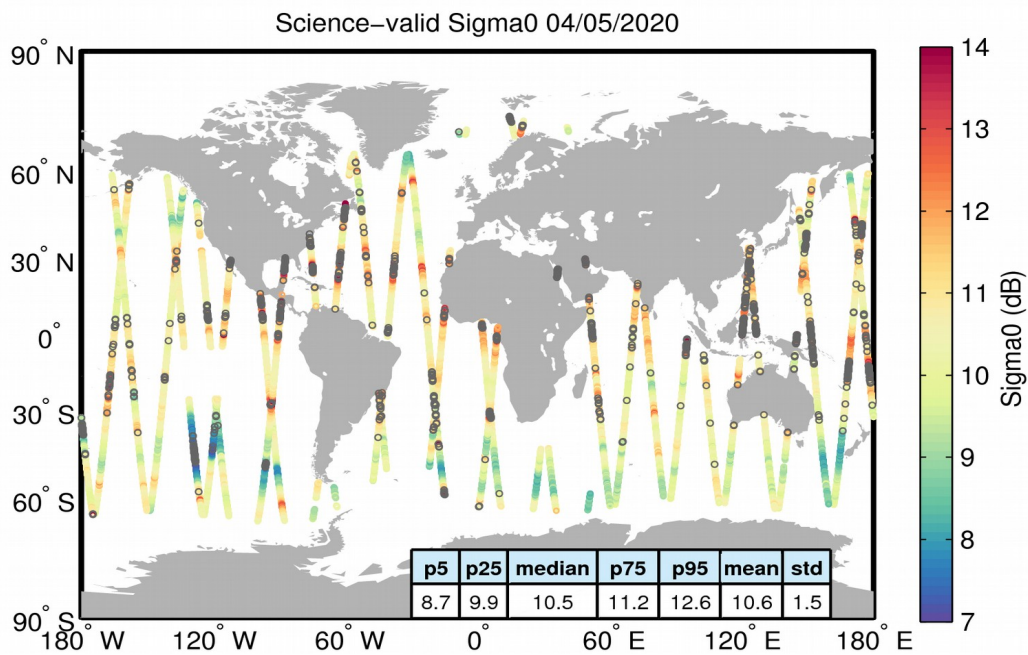 Science−valid Sigma0 04/05/2020
90° N
60° N
30° N
0°
30° S
60° S
90° S
180° W
120° W
60° W
0°
60° E
120° E
180° E
p5 p25 median p75 p95 mean std
8.7 9.9 10.5 11.2 12.6 10.6 1.5
14
13
12
11
10
9
8
7
Sigma0 (dB)